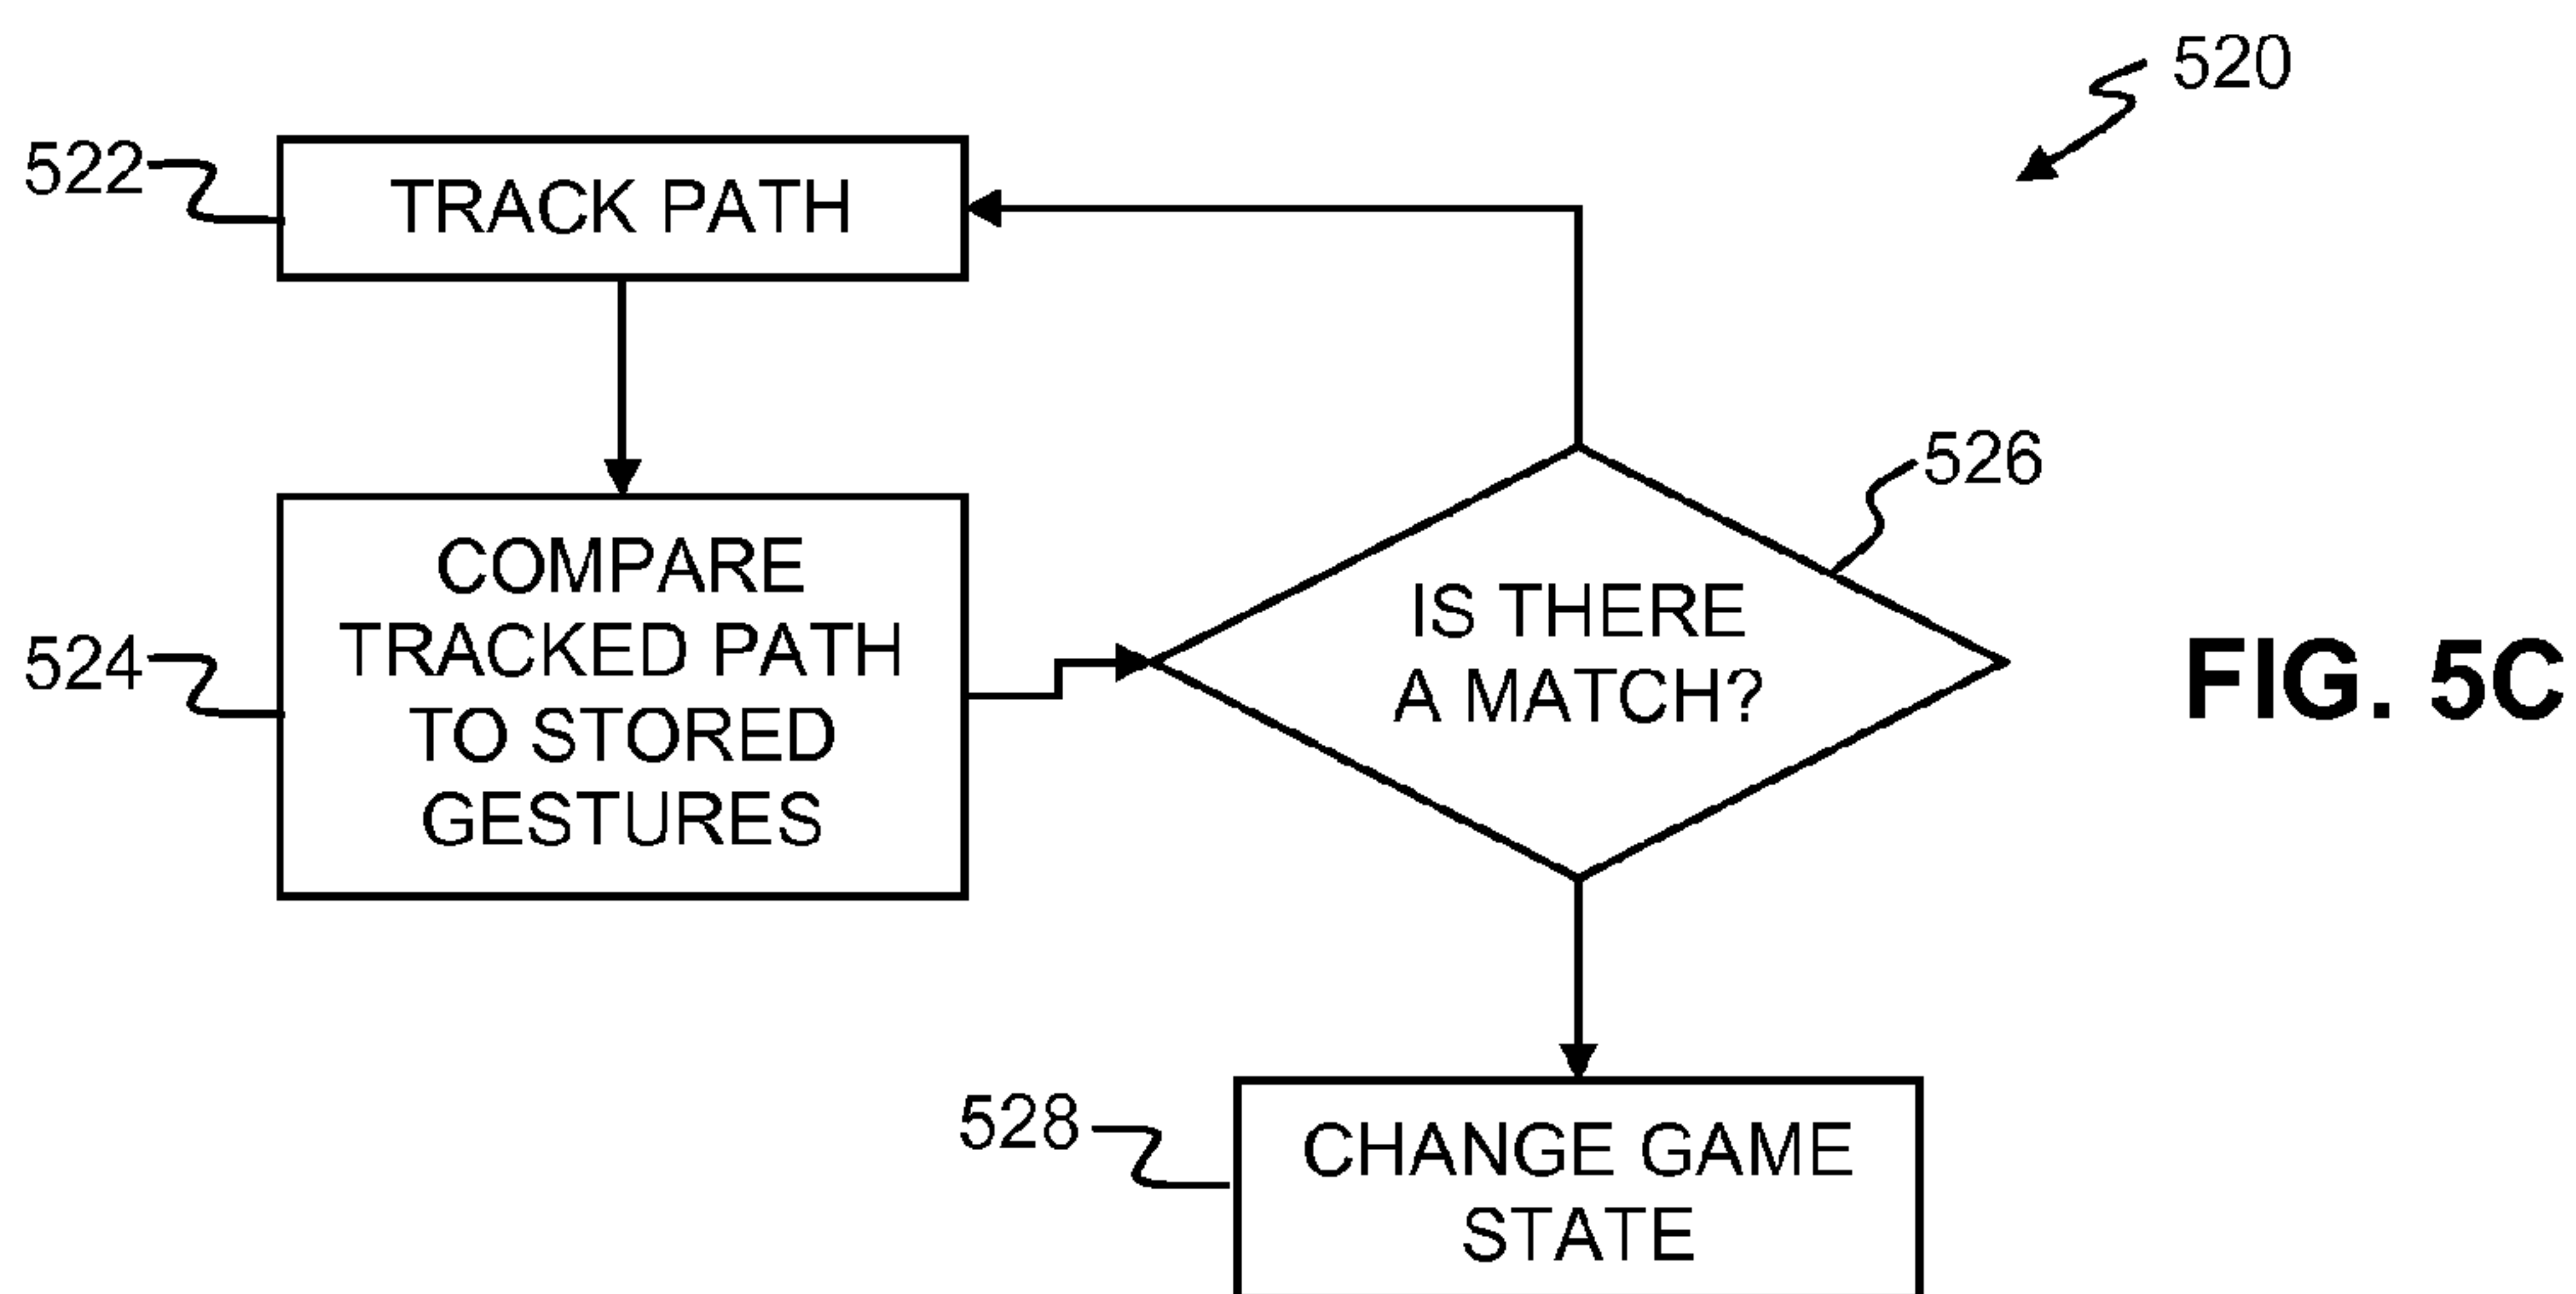 520
522
TRACK PATH
526
COMPARE
TRACKED PATH
TO STORED
GESTURES
524
IS THERE
A MATCH?
FIG. 5C
528
CHANGE GAME
STATE